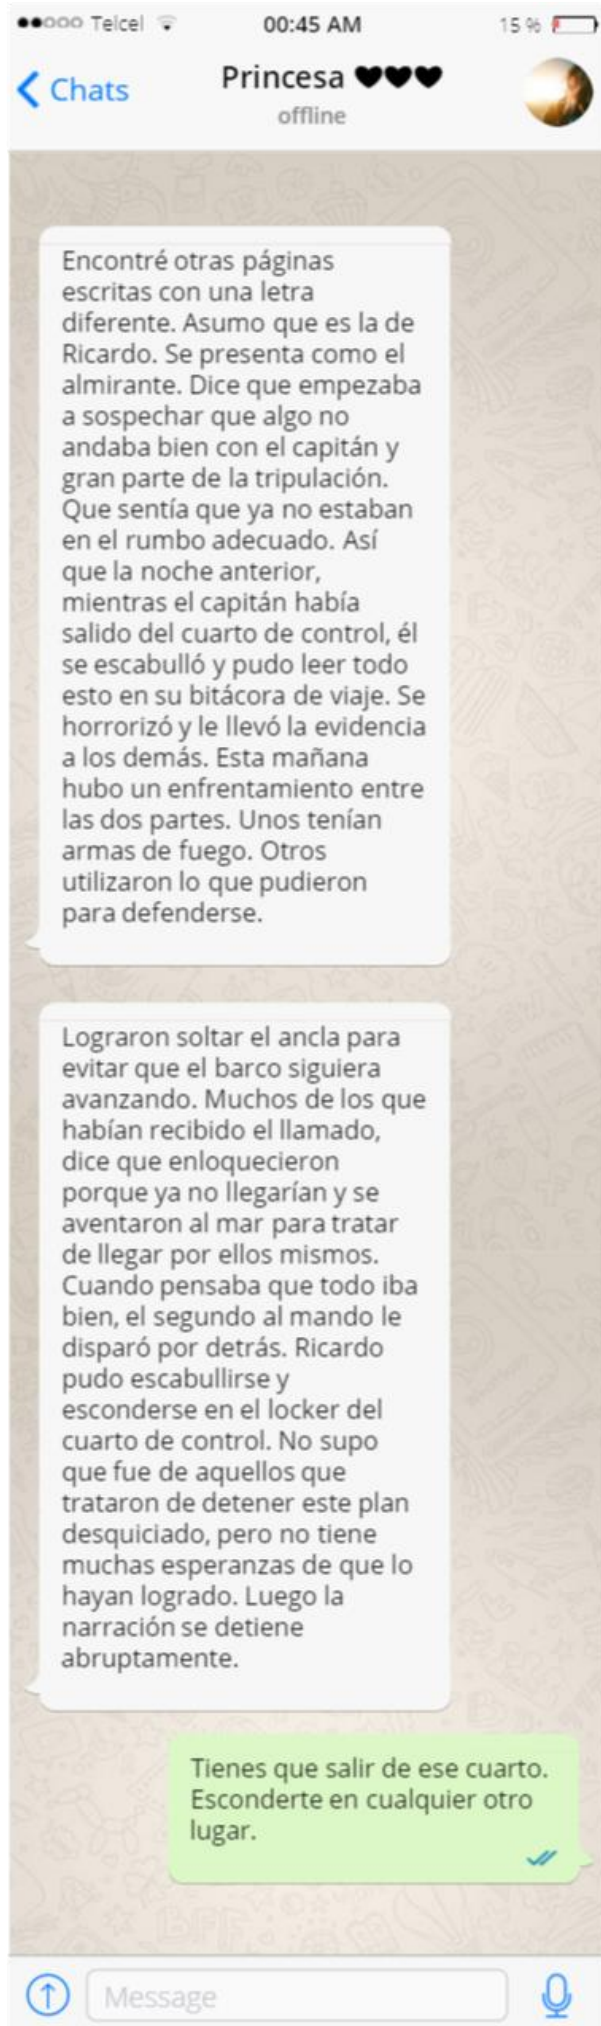 Telcel 00:45 AM 15 %
Chats Princesa ♥♥♥
offline
Encontré otras páginas
escritas con una letra
diferente. Asumo que es la de
Ricardo. Se presenta como el
almirante. Dice que empezaba
a sospechar que algo no
andaba bien con el capitán y
gran parte de la tripulación.
Que sentía que ya no estaban
en el rumbo adecuado. Así
que la noche anterior,
mientras el capitán había
salido del cuarto de control, él
se escabulló y pudo leer todo
esto en su bitácora de viaje. Se
horrorizó y le llevó la evidencia
a los demás. Esta mañana
hubo un enfrentamiento entre
las dos partes. Unos tenían
armas de fuego. Otros
utilizaron lo que pudieron
para defenderse.
Lograron soltar el ancla para
evitar que el barco siguiera
avanzando. Muchos de los que
habían recibido el llamado,
dice que enloquecieron
porque ya no llegarían y se
aventaron al mar para tratar
de llegar por ellos mismos.
Cuando pensaba que todo iba
bien, el segundo al mando le
disparó por detrás. Ricardo
pudo escabullirse y
esconderse en el locker del
cuarto de control. No supo
que fue de aquellos que
trataron de detener este plan
desquiciado, pero no tiene
muchas esperanzas de que lo
hayan logrado. Luego la
narración se detiene
abruptamente.
Tienes que salir de ese cuarto.
Esconderte en cualquier otro
lugar.
Message